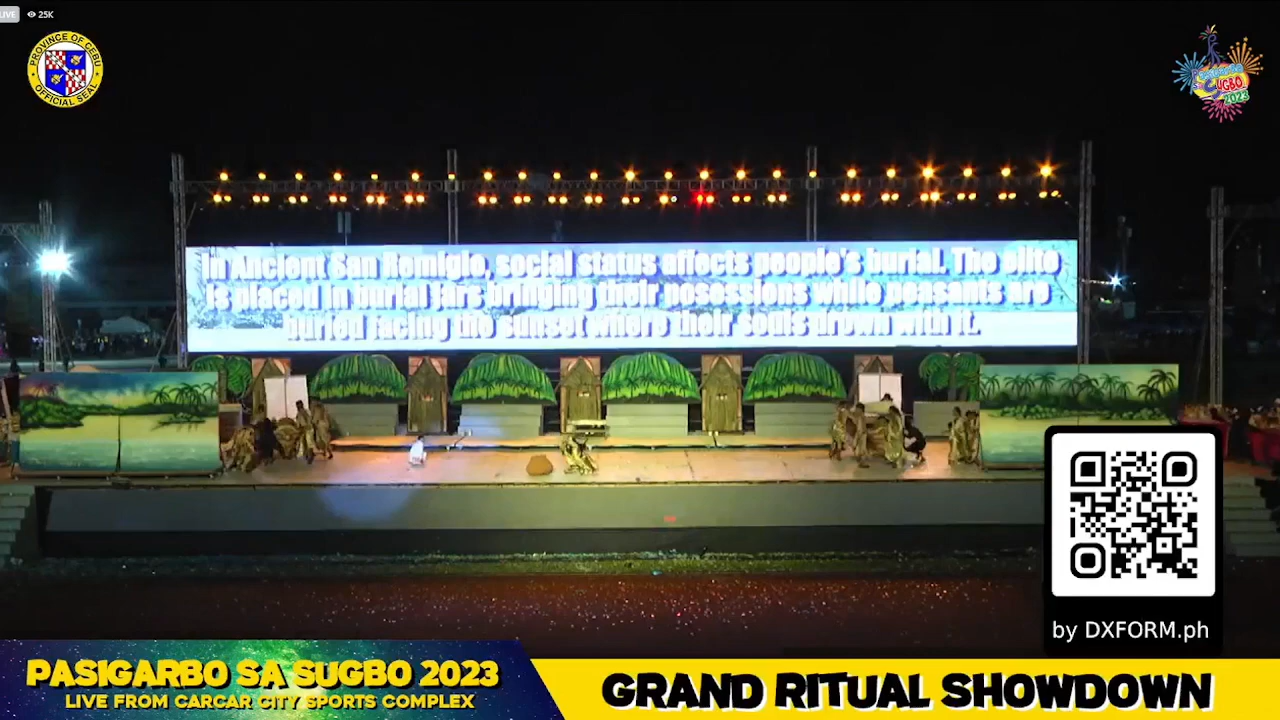 LIVE 25K
PROVINCE OF CEBU
OFFICIAL SEAL
SUGBO
2023
In Ancient San Remigio, social status affects people's burial. The elite
is placed in burial jars bringing their posessions while peasants are
buried facing the sunset where their souls drown with it.
by DXFORM.ph
PASIGARBO SA SUGBO 2023
LIVE FROM CARCAR CITY SPORTS COMPLEX
GRAND RITUAL SHOWDOWN